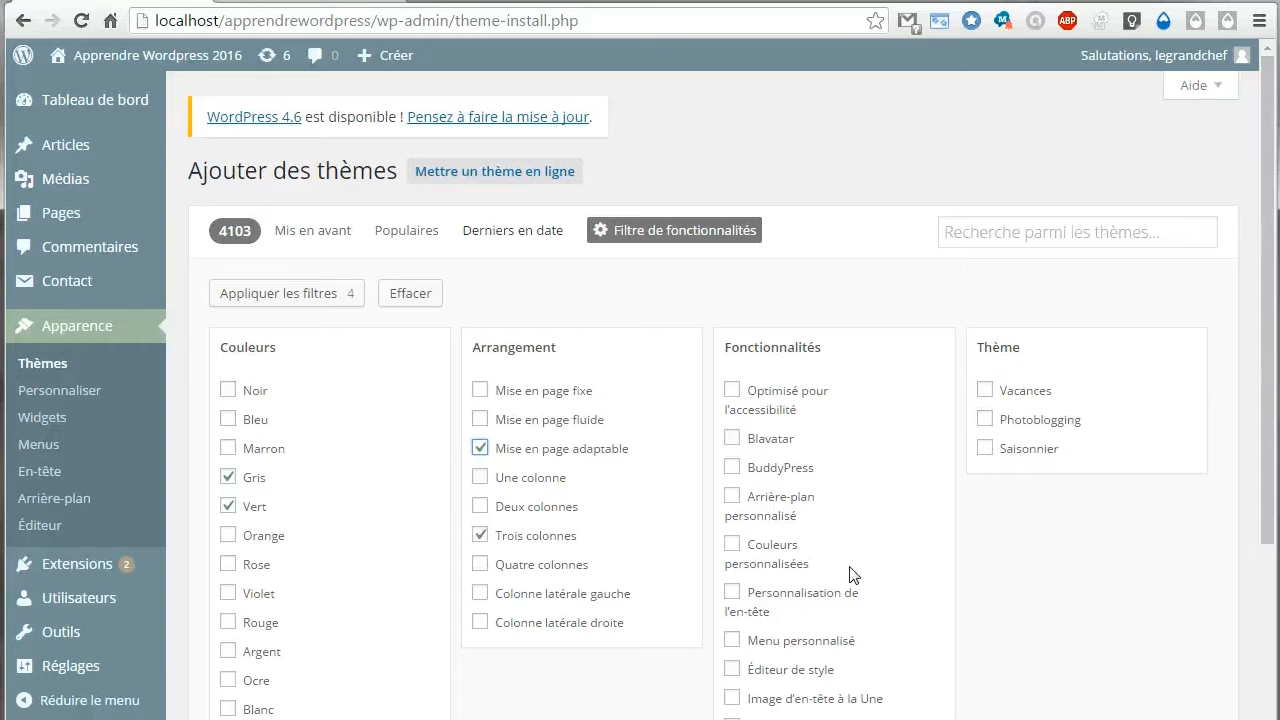 localhost/apprendrewordpress/wp-admin/theme-install.php
ABP
Apprendre Wordpress 2016 6 0 Créer
Salutations, legrandchef
Aide
Tableau de bord
Articles
Médias
Pages
Commentaires
Contact
Apparence
Thèmes
Personnaliser
Widgets
Menus
En-tête
Arrière-plan
Éditeur
Extensions 2
Utilisateurs
Outils
Réglages
Réduire le menu
WordPress 4.6 est disponible ! Pensez à faire la mise à jour.
Ajouter des thèmes Mettre un thème en ligne
4103 Mis en avant Populaires Derniers en date Filtre de fonctionnalités
Recherche parmi les thèmes...
Appliquer les filtres 4 Effacer
Couleurs
Noir
Bleu
Marron
Gris
Vert
Orange
Rose
Violet
Rouge
Argent
Ocre
Blanc
Arrangement
Mise en page fixe
Mise en page fluide
Mise en page adaptable
Une colonne
Deux colonnes
Trois colonnes
Quatre colonnes
Colonne latérale gauche
Colonne latérale droite
Fonctionnalités
Optimisé pour
l'accessibilité
Blavatar
BuddyPress
Arrière-plan
personnalisé
Couleurs
personnalisées
Personnalisation de
l'en-tête
Menu personnalisé
Éditeur de style
Image d'en-tête à la Une
Thème
Vacances
Photoblogging
Saisonnier